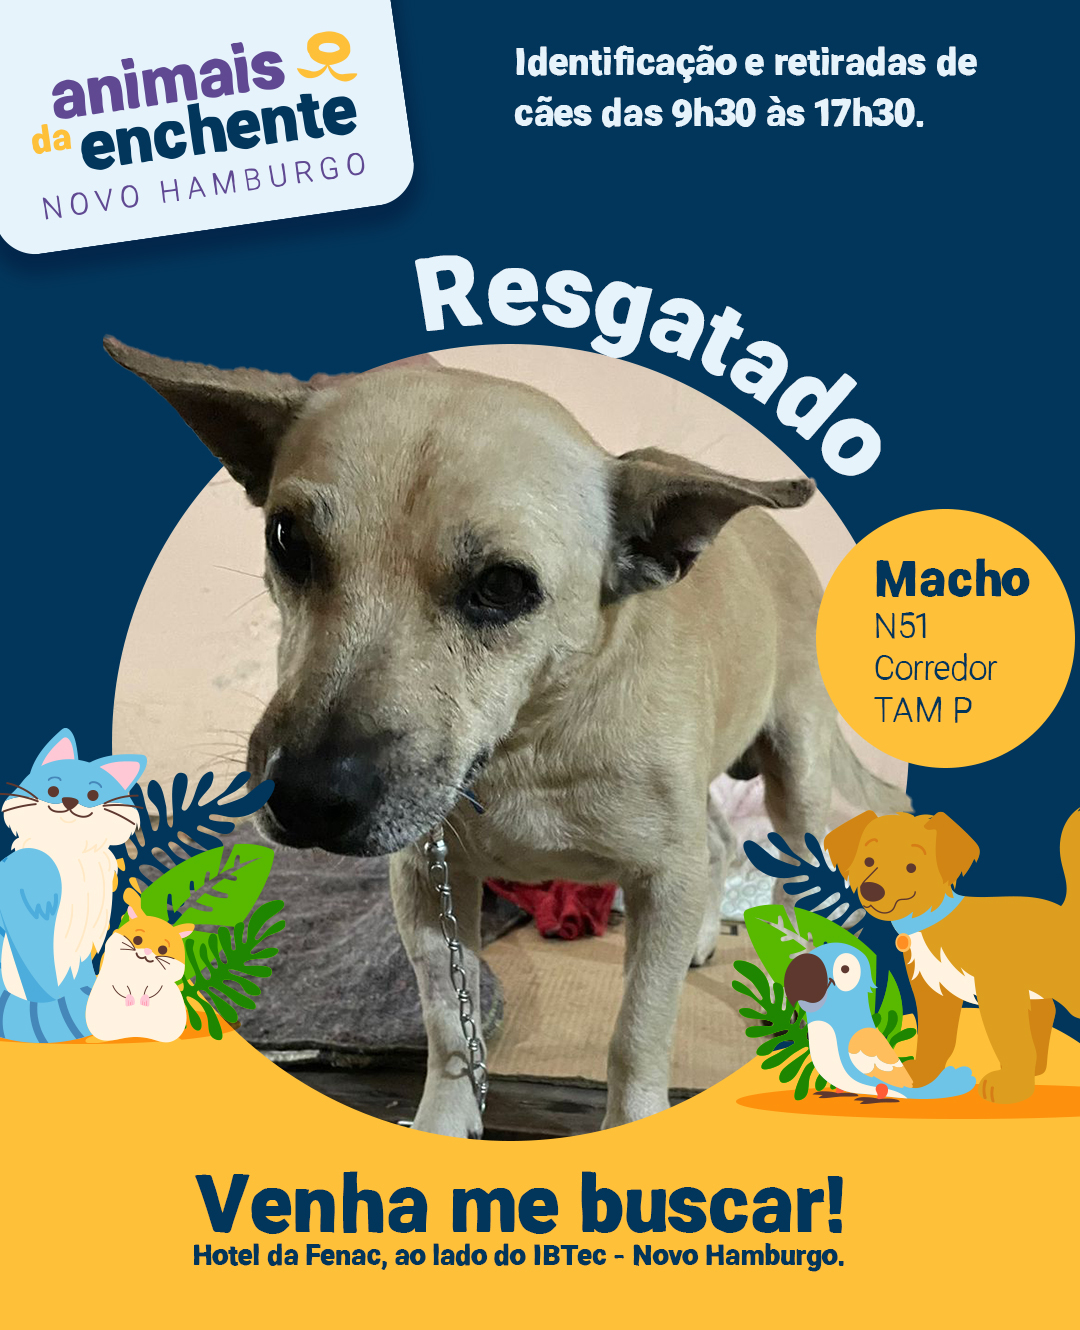 animais
da enchente
NOVO HAMBURGO
Identificação e retiradas de
cães das 9h30 às 17h30.
Resgatado
Macho
N51
Corredor
TAM P
Venha me buscar!
Hotel da Fenac, ao lado do IBTec - Novo Hamburgo.